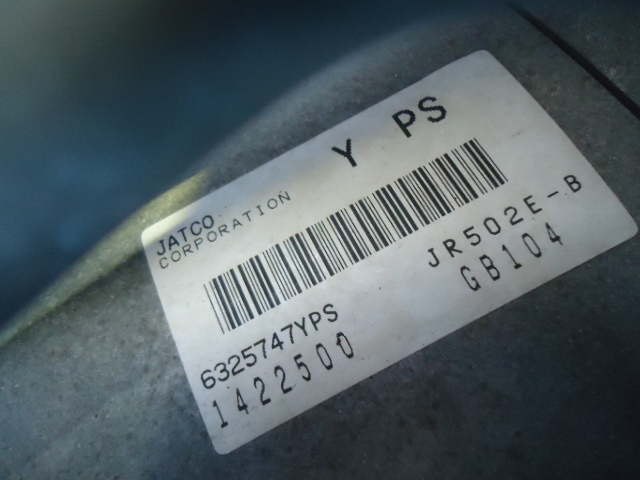 Y PS
JATCO
CORPORATION
6325747YPS
JR502E-B
1422500
GB104